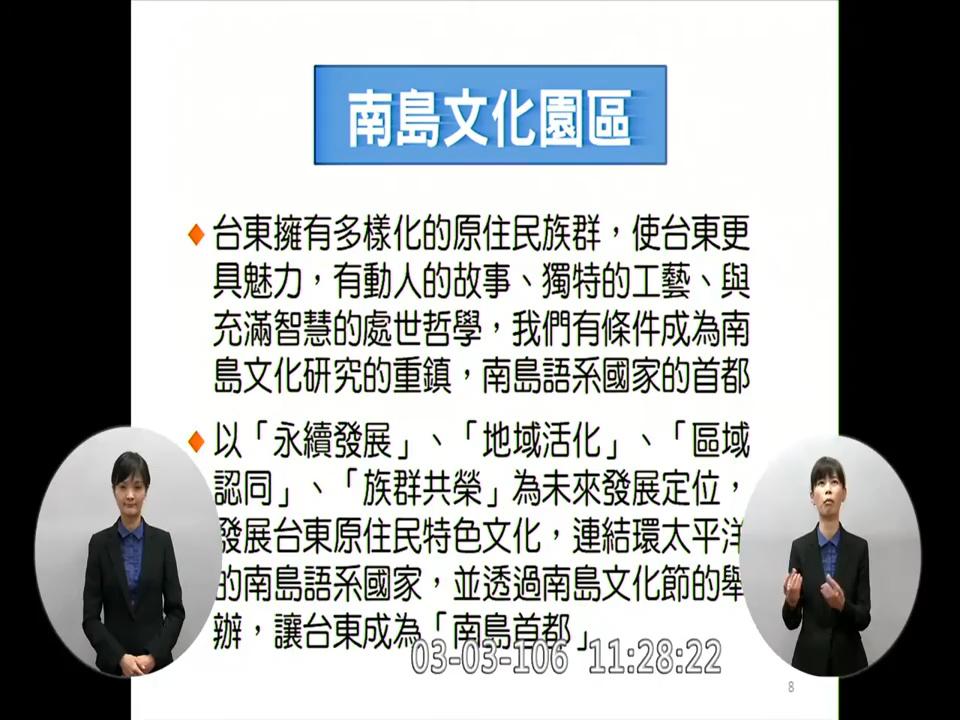 南島文化園區
台東擁有多樣化的原住民族群，使台東更
具魅力，有動人的故事、獨特的工藝、與
充滿智慧的處世哲學，我們有條件成為南
島文化研究的重鎮，南島語系國家的首都
以「永續發展」、「地域活化」、「區域
認同」、「族群共榮」為未來發展定位，
發展台東原住民特色文化，連結環太平洋
的南島語系國家，並透過南島文化節的舉
辦，讓台東成為「南島首都」
03-03-106 11:28:22
8